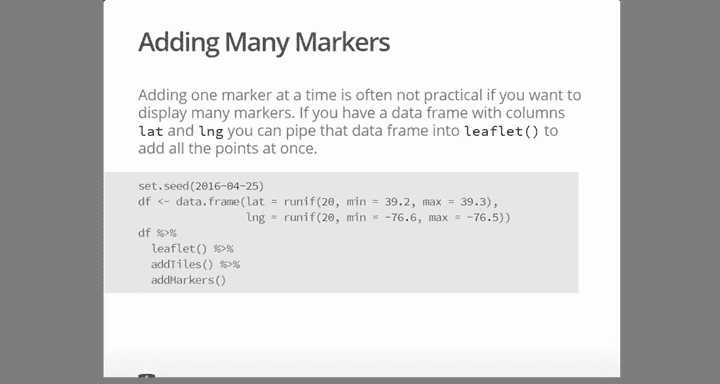 Adding Many Markers
Adding one marker at a time is often not practical if you want to
display many markers. If you have a data frame with columns
lat and lng you can pipe that data frame into leaflet() to
add all the points at once.
set.seed(2016-04-25)
df <- data.frame(lat = runif(20, min = 39.2, max = 39.3),
                 lng = runif(20, min = -76.6, max = -76.5))
df %>%
  leaflet() %>%
  addTiles() %>%
  addMarkers()